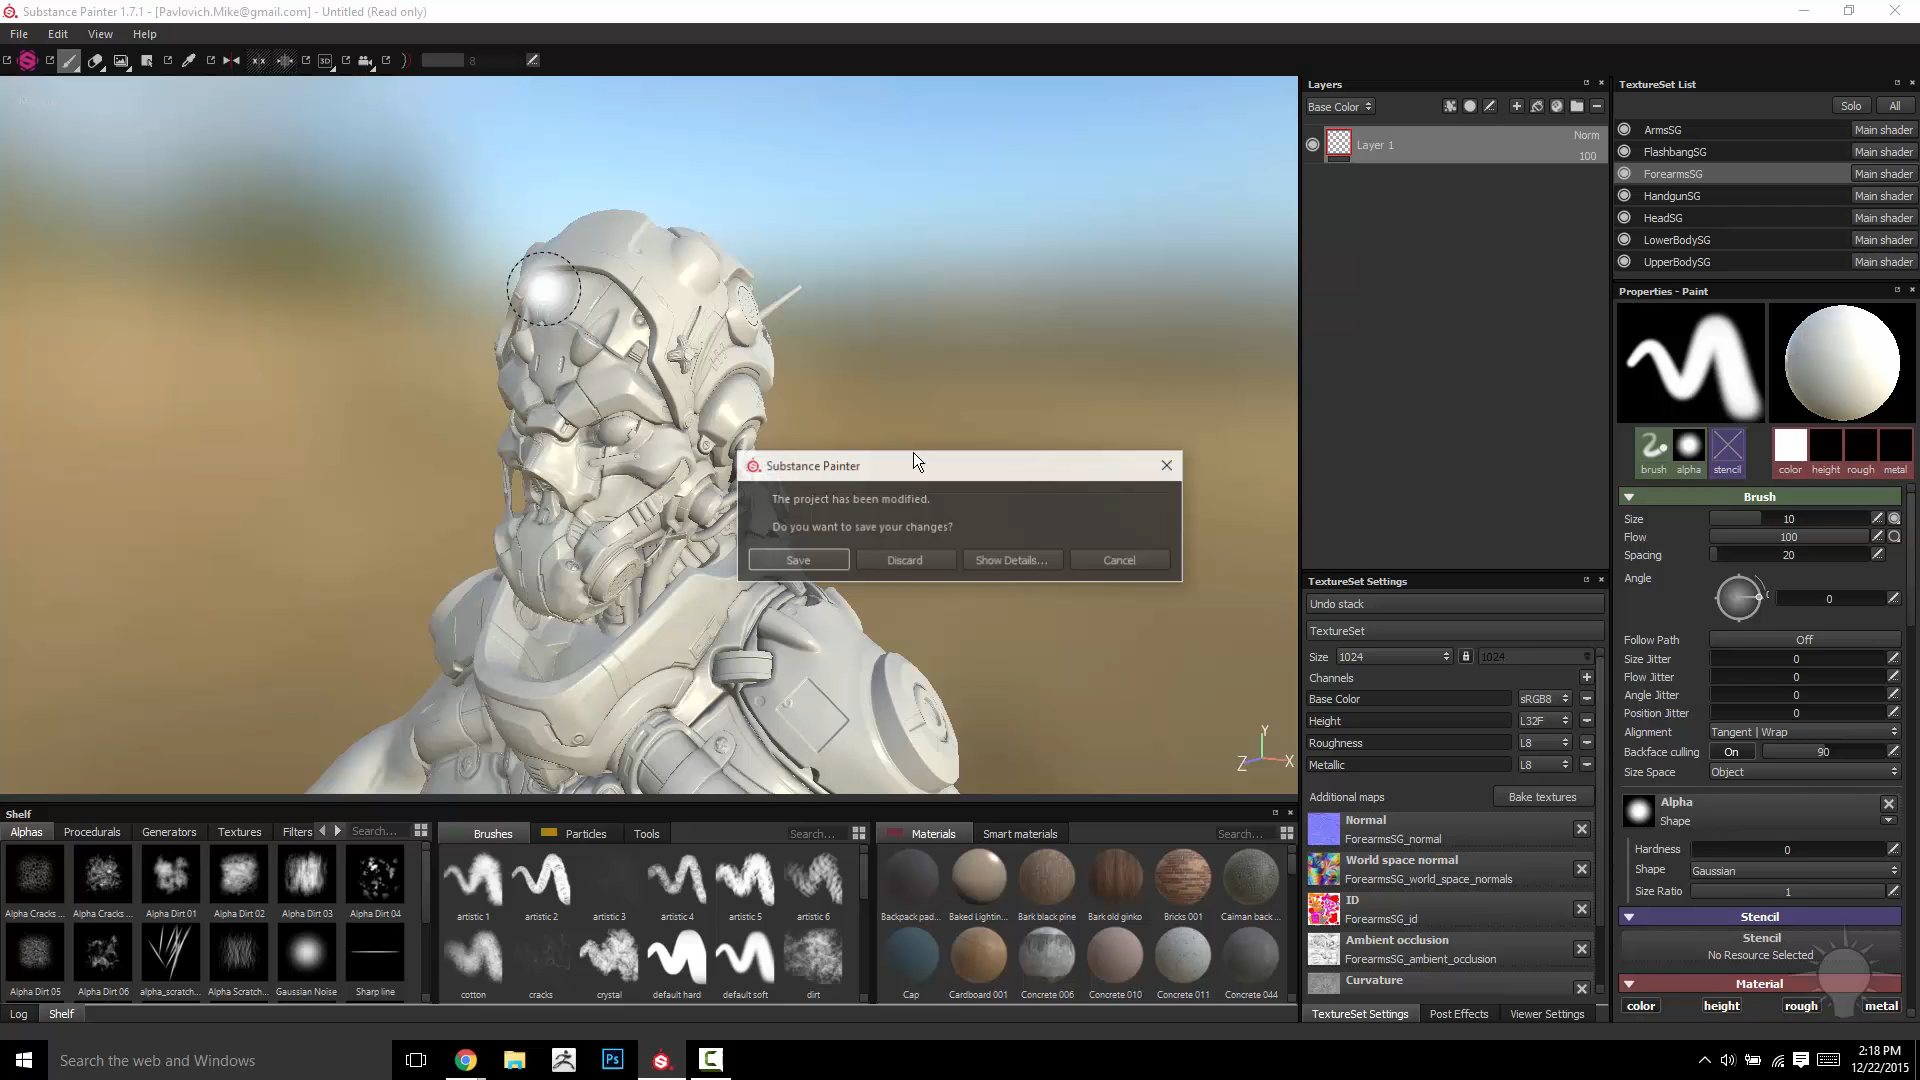 Substance Painter 1.7.1 - [Pavlovich.Mike@gmail.com] - Untitled (Read only)
File Edit View Help
8
Layers
Base Color
Layer 1
Norm
100
TextureSet List
Solo All
ArmsSG Main shader
FlashbangSG Main shader
ForearmsSG Main shader
HandgunSG Main shader
HeadSG Main shader
LowerBodySG Main shader
UpperBodySG Main shader
Properties - Paint
brush alpha stencil color height rough metal
Brush
Size 10
Flow 100
Spacing 20
Angle 0
Follow Path Off
Size Jitter 0
Flow Jitter 0
Angle Jitter 0
Position Jitter 0
Alignment Tangent | Wrap
Backface culling On 90
Size Space Object
Alpha
Shape
Hardness 0
Shape Gaussian
Size Ratio 1
Stencil
Stencil
No Resource Selected
Material
color height rough metal
Substance Painter
The project has been modified.
Do you want to save your changes?
Save Discard Show Details... Cancel
Y
Z X
TextureSet Settings
Undo stack
TextureSet
Size 1024 1024
Channels
Base Color sRGB8
Height L32F
Roughness L8
Metallic L8
Additional maps Bake textures
Normal
ForearmsSG_normal
World space normal
ForearmsSG_world_space_normals
ID
ForearmsSG_id
Ambient occlusion
ForearmsSG_ambient_occlusion
Curvature
TextureSet Settings Post Effects Viewer Settings
Shelf
Alphas Procedurals Generators Textures Filters Search...
Alpha Cracks ... Alpha Cracks ... Alpha Dirt 01 Alpha Dirt 02 Alpha Dirt 03 Alpha Dirt 04
Alpha Dirt 05 Alpha Dirt 06 alpha_scratch... Alpha Scratch... Gaussian Noise Sharp line
Brushes Particles Tools Search...
artistic 1 artistic 2 artistic 3 artistic 4 artistic 5 artistic 6
cotton cracks crystal default hard default soft dirt
Materials Smart materials Search...
Backpack pad... Baked Lightin... Bark black pine Bark old ginko Bricks 001 Caiman back ...
Cap Cardboard 001 Concrete 006 Concrete 010 Concrete 011 Concrete 044
Log Shelf
Search the web and Windows
Ps
2:18 PM
12/22/2015